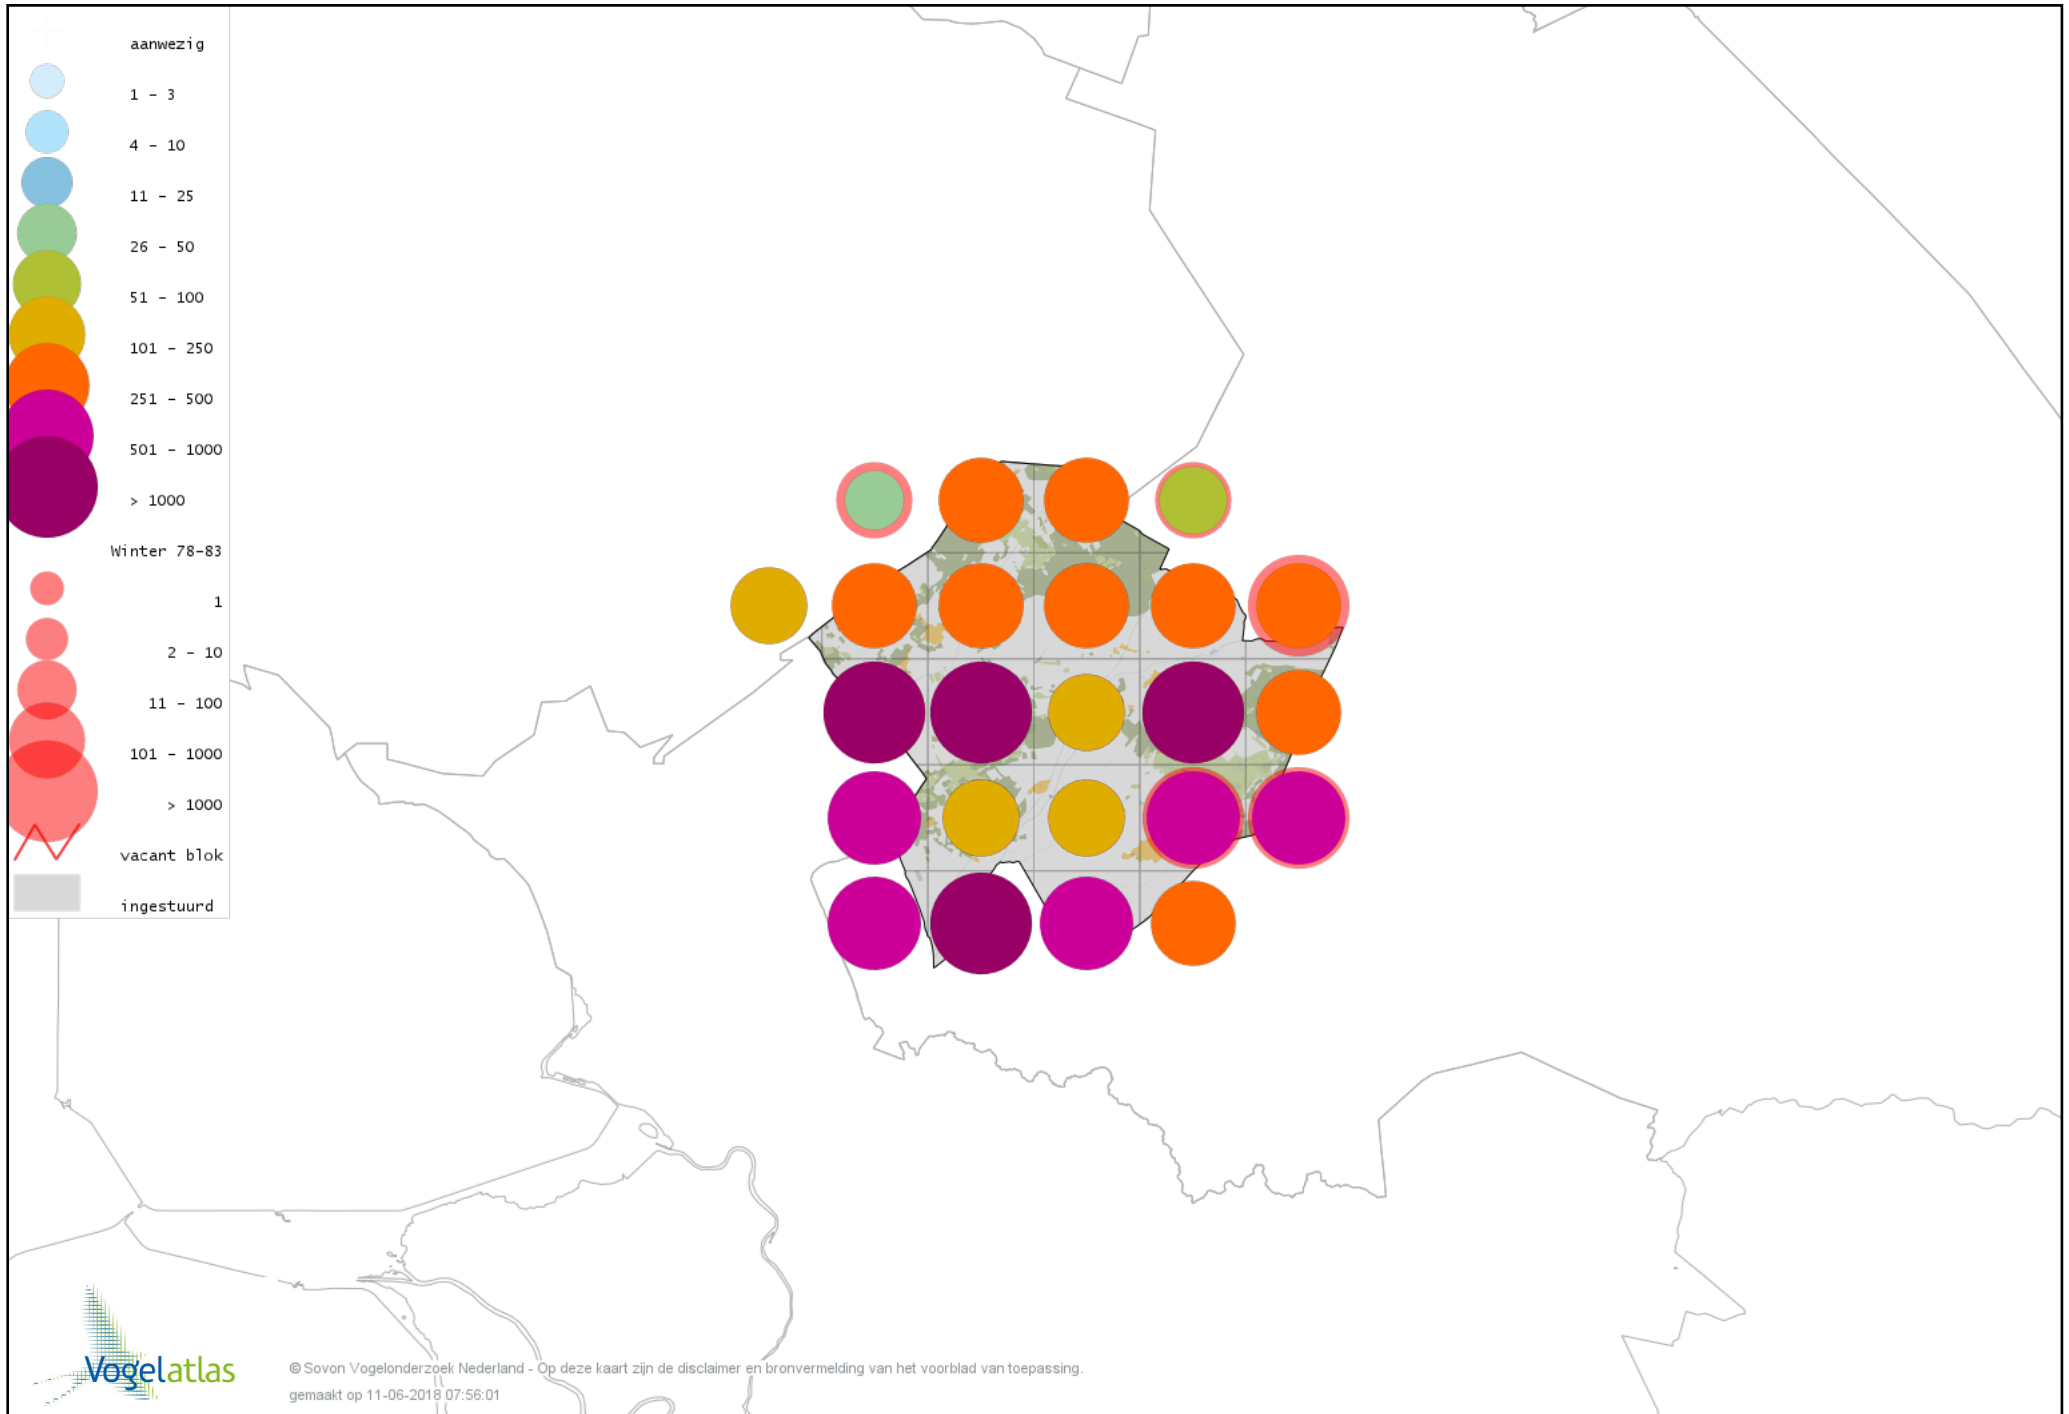 aanwezig
1 - 3
4 - 10
11 - 25
26 - 50
51 - 100
101 - 250
251 - 500
501 - 1000
> 1000
Winter 78-83
1
2 - 10
11 - 100
101 - 1000
> 1000
vacant blok
ingestuurd
Vogelatlas
© Sovon Vogelonderzoek Nederland - Op deze kaart zijn de disclaimer en bronvermelding van het voorblad van toepassing.
gemaakt op 11-06-2018 07:56:01